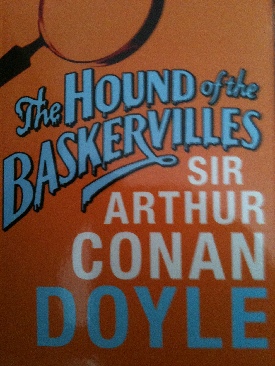 The HOUND of the
BASKERVILLES
SIR
ARTHUR
CONAN
DOYLE